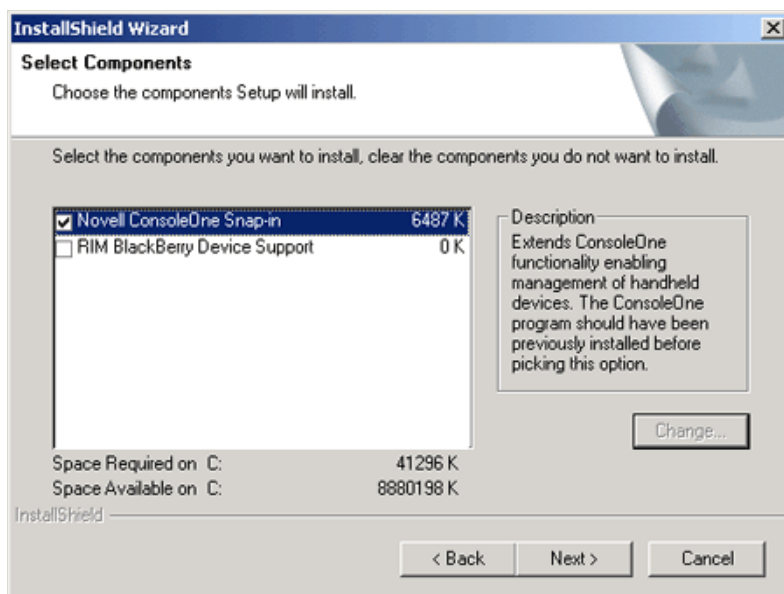 InstallShield Wizard
Select Components
Choose the components Setup will install.
Select the components you want to install, clear the components you do not want to install.
Novell ConsoleOne Snap-in 6487 K
RIM BlackBerry Device Support 0 K
Description
Extends ConsoleOne
functionality enabling
management of handheld
devices. The ConsoleOne
program should have been
previously installed before
picking this option.
Change...
Space Required on C: 41296 K
Space Available on C: 8880198 K
InstallShield
< Back Next > Cancel